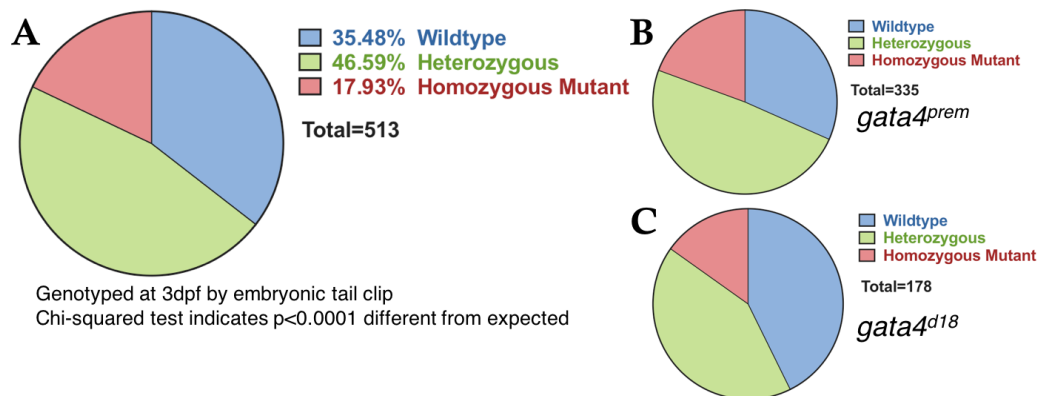 A
35.48% Wildtype
46.59% Heterozygous
17.93% Homozygous Mutant
Total=513
Genotyped at 3dpf by embryonic tail clip
Chi-squared test indicates p<0.0001 different from expected
B
Wildtype
Heterozygous
Homozygous Mutant
Total=335
gata4prem
C
Wildtype
Heterozygous
Homozygous Mutant
Total=178
gata4d18